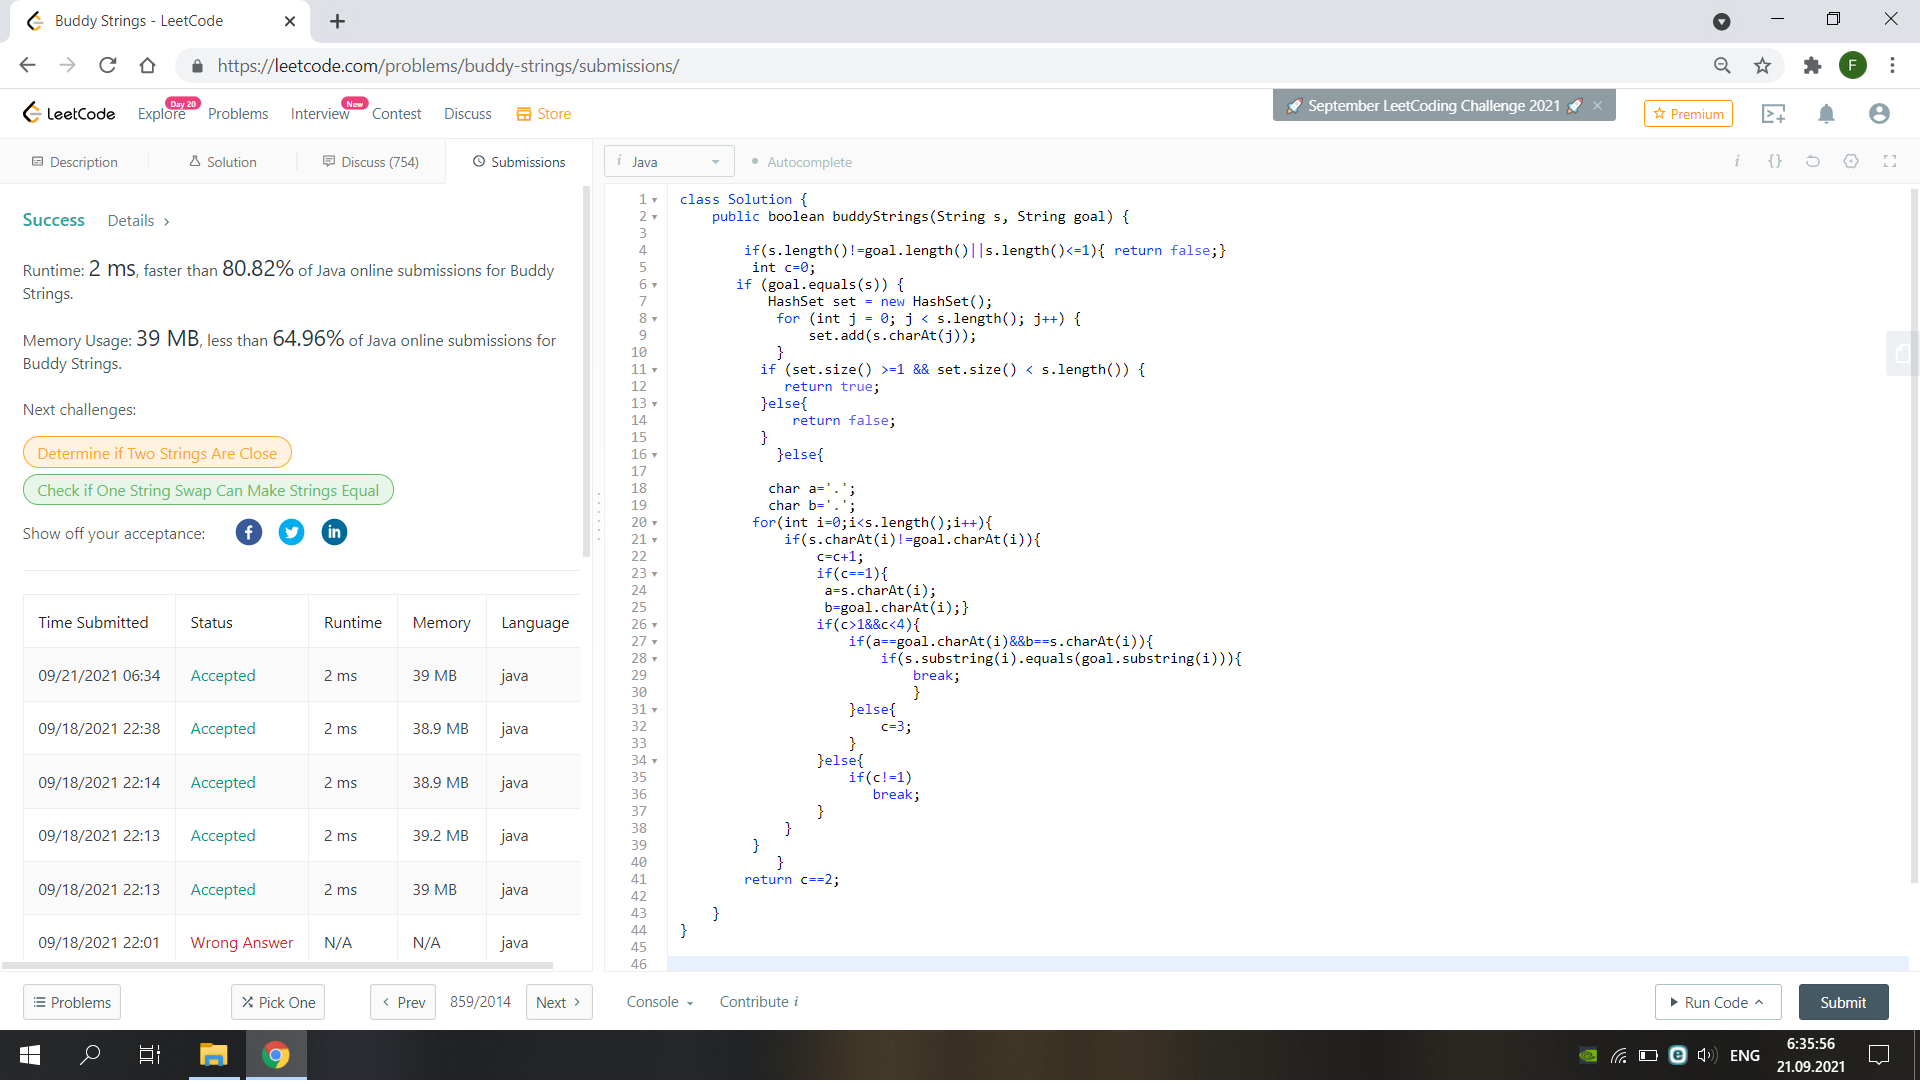 Buddy Strings - LeetCode
https://leetcode.com/problems/buddy-strings/submissions/
F
LeetCode
Explore
Day 20
Problems
Interview
New
Contest
Discuss
Store
September LeetCoding Challenge 2021
Premium
Description
Solution
Discuss (754)
Submissions
i Java
Autocomplete
i {}
Success
Details
Runtime: 2 ms, faster than 80.82% of Java online submissions for Buddy
Strings.
Memory Usage: 39 MB, less than 64.96% of Java online submissions for
Buddy Strings.
Next challenges:
Determine if Two Strings Are Close
Check if One String Swap Can Make Strings Equal
Show off your acceptance:
Time Submitted Status Runtime Memory Language
09/21/2021 06:34 Accepted 2 ms 39 MB java
09/18/2021 22:38 Accepted 2 ms 38.9 MB java
09/18/2021 22:14 Accepted 2 ms 38.9 MB java
09/18/2021 22:13 Accepted 2 ms 39.2 MB java
09/18/2021 22:13 Accepted 2 ms 39 MB java
09/18/2021 22:01 Wrong Answer N/A N/A java
1 class Solution {
2 public boolean buddyStrings(String s, String goal) {
3
4 if(s.length()!=goal.length()||s.length()<=1){ return false;}
5 int c=0;
6 if (goal.equals(s)) {
7 HashSet set = new HashSet();
8 for (int j = 0; j < s.length(); j++) {
9 set.add(s.charAt(j));
10 }
11 if (set.size() >=1 && set.size() < s.length()) {
12 return true;
13 }else{
14 return false;
15 }
16 }else{
17
18 char a='.';
19 char b='.';
20 for(int i=0;i<s.length();i++){
21 if(s.charAt(i)!=goal.charAt(i)){
22 c=c+1;
23 if(c==1){
24 a=s.charAt(i);
25 b=goal.charAt(i);}
26 if(c>1&&c<4){
27 if(a==goal.charAt(i)&&b==s.charAt(i)){
28 if(s.substring(i).equals(goal.substring(i))){
29 break;
30 }
31 }else{
32 c=3;
33 }
34 }else{
35 if(c!=1)
36 break;
37 }
38 }
39 }
40 }
41 return c==2;
42
43 }
44 }
45
46
Problems
Pick One
Prev
859/2014
Next
Console
Contribute i
Run Code
Submit
ENG
6:35:56
21.09.2021